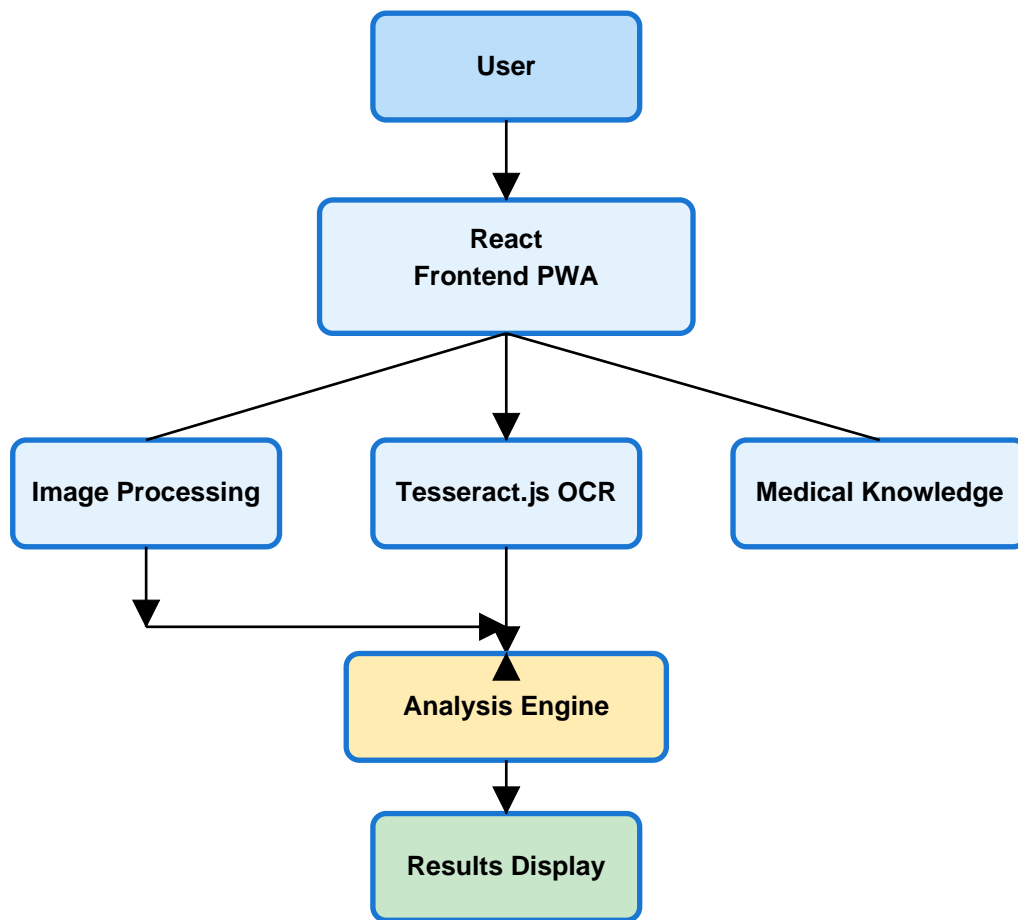 User
React
Frontend PWA
Image Processing
Tesseract.js OCR
Medical Knowledge
Analysis Engine
Results Display